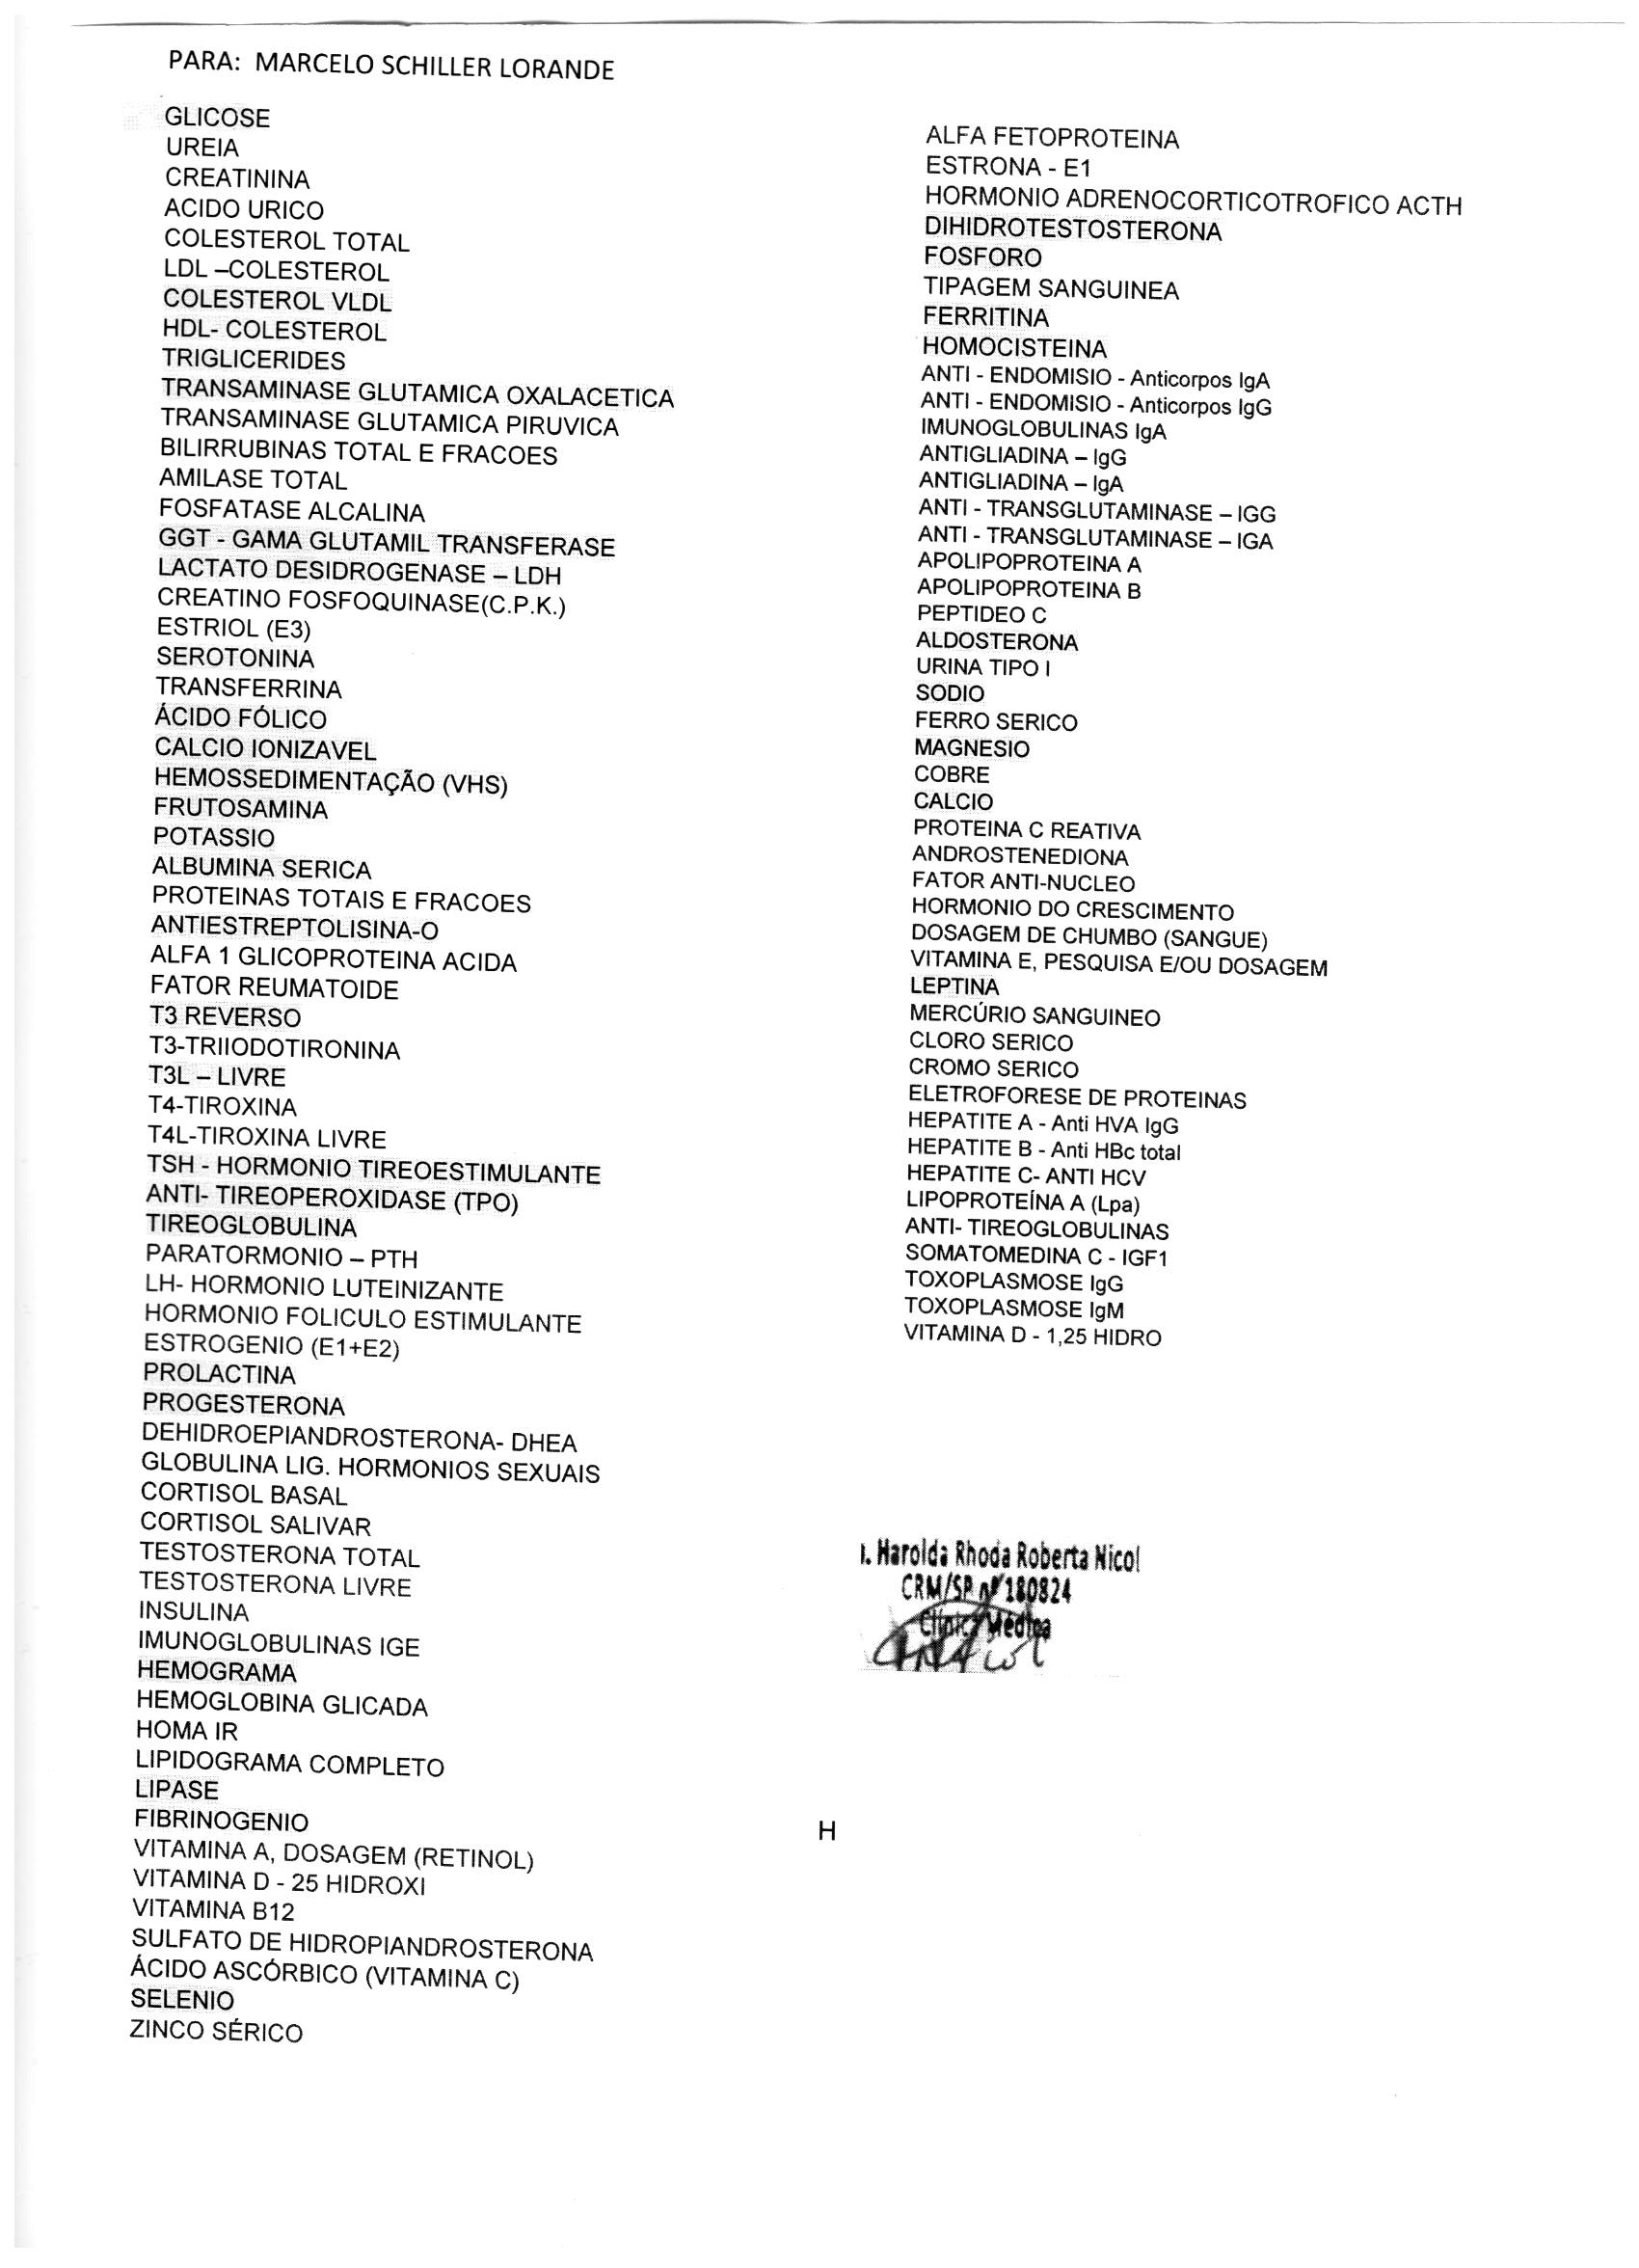 PARA: MARCELO SCHILLER LORANDE
GLICOSE
UREIA
CREATININA
ACIDO URICO
COLESTEROL TOTAL
LDL –COLESTEROL
COLESTEROL VLDL
HDL- COLESTEROL
TRIGLICERIDES
TRANSAMINASE GLUTAMICA OXALACETICA
TRANSAMINASE GLUTAMICA PIRUVICA
BILIRRUBINAS TOTAL E FRACOES
AMILASE TOTAL
FOSFATASE ALCALINA
GGT - GAMA GLUTAMIL TRANSFERASE
LACTATO DESIDROGENASE – LDH
CREATINO FOSFOQUINASE(C.P.K.)
ESTRIOL (E3)
SEROTONINA
TRANSFERRINA
ÁCIDO FÓLICO
CALCIO IONIZAVEL
HEMOSSEDIMENTAÇÃO (VHS)
FRUTOSAMINA
POTASSIO
ALBUMINA SERICA
PROTEINAS TOTAIS E FRACOES
ANTIESTREPTOLISINA-O
ALFA 1 GLICOPROTEINA ACIDA
FATOR REUMATOIDE
T3 REVERSO
T3-TRIIODOTIRONINA
T3L – LIVRE
T4-TIROXINA
T4L-TIROXINA LIVRE
TSH - HORMONIO TIREOESTIMULANTE
ANTI- TIREOPEROXIDASE (TPO)
TIREOGLOBULINA
PARATORMONIO – PTH
LH- HORMONIO LUTEINIZANTE
HORMONIO FOLICULO ESTIMULANTE
ESTROGENIO (E1+E2)
PROLACTINA
PROGESTERONA
DEHIDROEPIANDROSTERONA- DHEA
GLOBULINA LIG. HORMONIOS SEXUAIS
CORTISOL BASAL
CORTISOL SALIVAR
TESTOSTERONA TOTAL
TESTOSTERONA LIVRE
INSULINA
IMUNOGLOBULINAS IGE
HEMOGRAMA
HEMOGLOBINA GLICADA
HOMA IR
LIPIDOGRAMA COMPLETO
LIPASE
FIBRINOGENIO
VITAMINA A, DOSAGEM (RETINOL)
VITAMINA D - 25 HIDROXI
VITAMINA B12
SULFATO DE HIDROPIANDROSTERONA
ÁCIDO ASCÓRBICO (VITAMINA C)
SELENIO
ZINCO SÉRICO
ALFA FETOPROTEINA
ESTRONA - E1
HORMONIO ADRENOCORTICOTROFICO ACTH
DIHIDROTESTOSTERONA
FOSFORO
TIPAGEM SANGUINEA
FERRITINA
HOMOCISTEINA
ANTI - ENDOMISIO - Anticorpos IgA
ANTI - ENDOMISIO - Anticorpos IgG
IMUNOGLOBULINAS IgA
ANTIGLIADINA – IgG
ANTIGLIADINA – IgA
ANTI - TRANSGLUTAMINASE – IGG
ANTI - TRANSGLUTAMINASE – IGA
APOLIPOPROTEINA A
APOLIPOPROTEINA B
PEPTIDEO C
ALDOSTERONA
URINA TIPO I
SODIO
FERRO SERICO
MAGNESIO
COBRE
CALCIO
PROTEINA C REATIVA
ANDROSTENEDIONA
FATOR ANTI-NUCLEO
HORMONIO DO CRESCIMENTO
DOSAGEM DE CHUMBO (SANGUE)
VITAMINA E, PESQUISA E/OU DOSAGEM
LEPTINA
MERCÚRIO SANGUINEO
CLORO SERICO
CROMO SERICO
ELETROFORESE DE PROTEINAS
HEPATITE A - Anti HVA IgG
HEPATITE B - Anti HBc total
HEPATITE C- ANTI HCV
LIPOPROTEÍNA A (Lpa)
ANTI- TIREOGLOBULINAS
SOMATOMEDINA C - IGF1
TOXOPLASMOSE IgG
TOXOPLASMOSE IgM
VITAMINA D - 1,25 HIDRO
Harolda Rhoda Roberta Nicol
CRM/SP nº 180824
Clínica Médica
H